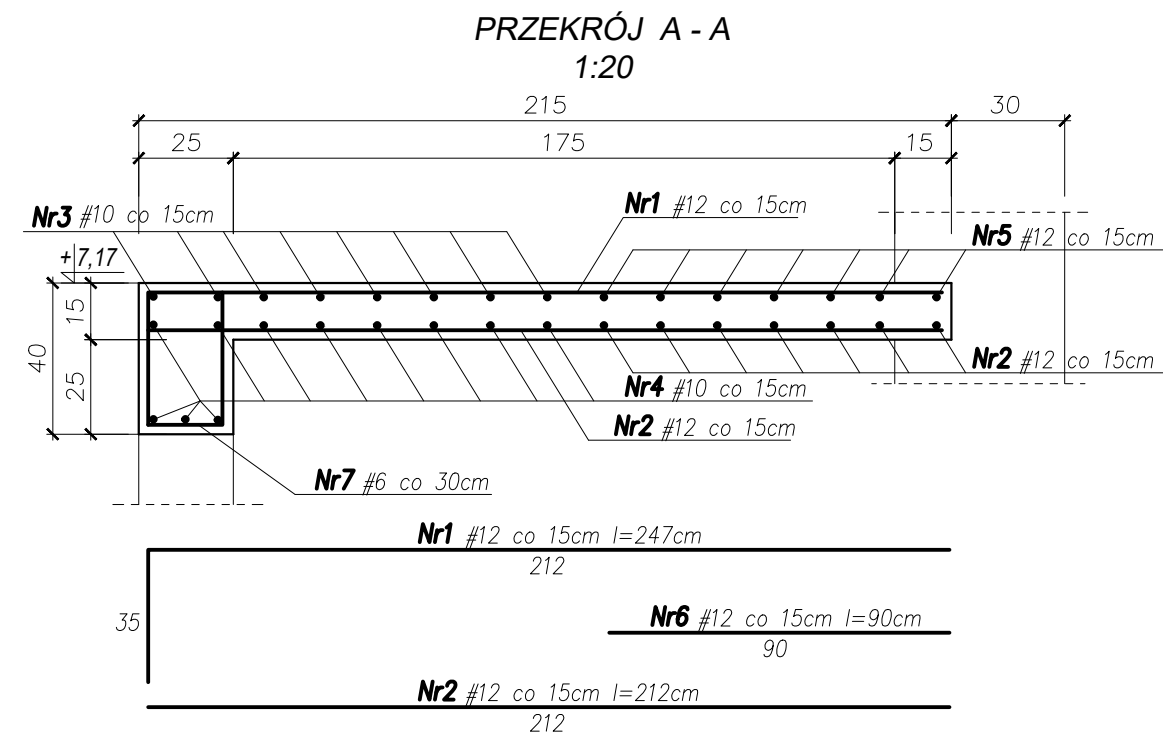 PRZEKRÓJ A - A
1:20
215
30
25
175
15
Nr3 #10 co 15cm
Nr1 #12 co 15cm
Nr5 #12 co 15cm
+7,17
15
40
25
Nr2 #12 co 15cm
Nr4 #10 co 15cm
Nr2 #12 co 15cm
Nr7 #6 co 30cm
Nr1 #12 co 15cm l=247cm
212
35
Nr6 #12 co 15cm l=90cm
90
Nr2 #12 co 15cm l=212cm
212